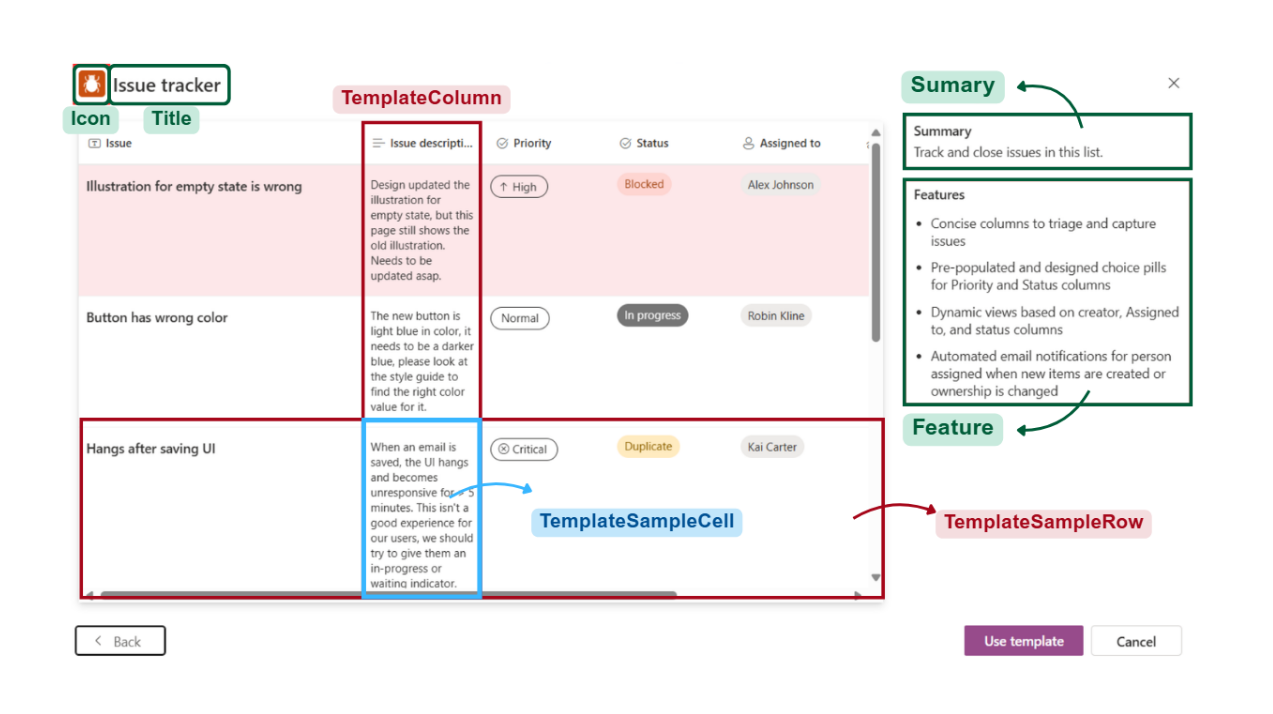 Issue tracker
Icon
Title
TemplateColumn
Issue
Issue descripti...
Priority
Status
Assigned to
Illustration for empty state is wrong
Design updated the
illustration for
empty state, but this
page still shows the
old illustration.
Needs to be
updated asap.
High
Blocked
Alex Johnson
Button has wrong color
The new button is
light blue in color, it
needs to be a darker
blue, please look at
the style guide to
find the right color
value for it.
Normal
In progress
Robin Kline
Hangs after saving UI
When an email is
saved, the UI hangs
and becomes
unresponsive for > 5
minutes. This isn't a
good experience for
our users, we should
try to give them an
in-progress or
waiting indicator.
Critical
Duplicate
Kai Carter
TemplateSampleCell
TemplateSampleRow
Sumary
Summary
Track and close issues in this list.
Features
• Concise columns to triage and capture
issues
• Pre-populated and designed choice pills
for Priority and Status columns
• Dynamic views based on creator, Assigned
to, and status columns
• Automated email notifications for person
assigned when new items are created or
ownership is changed
Feature
Back
Use template
Cancel